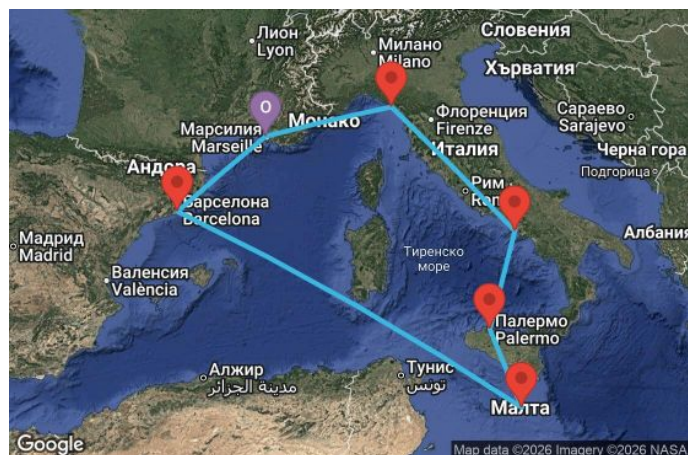 Лион
Lyon
Милано
Milano
Словения
Хърватия
О
Марсилия
Marseille
Монако
Флоренция
Firenze
Италия
Сараево
Sarajevo
Черна гора
Подгорица
Андора
Рим
Барселона
Barcelona
Мадрид
Madrid
Валенсия
València
Тиренско
море
Албания
Палермо
Palermo
Алжир
مدينة الجزائر
Тунис
تونس
Малта
Google
Map data ©2026 Imagery ©2026 NASA